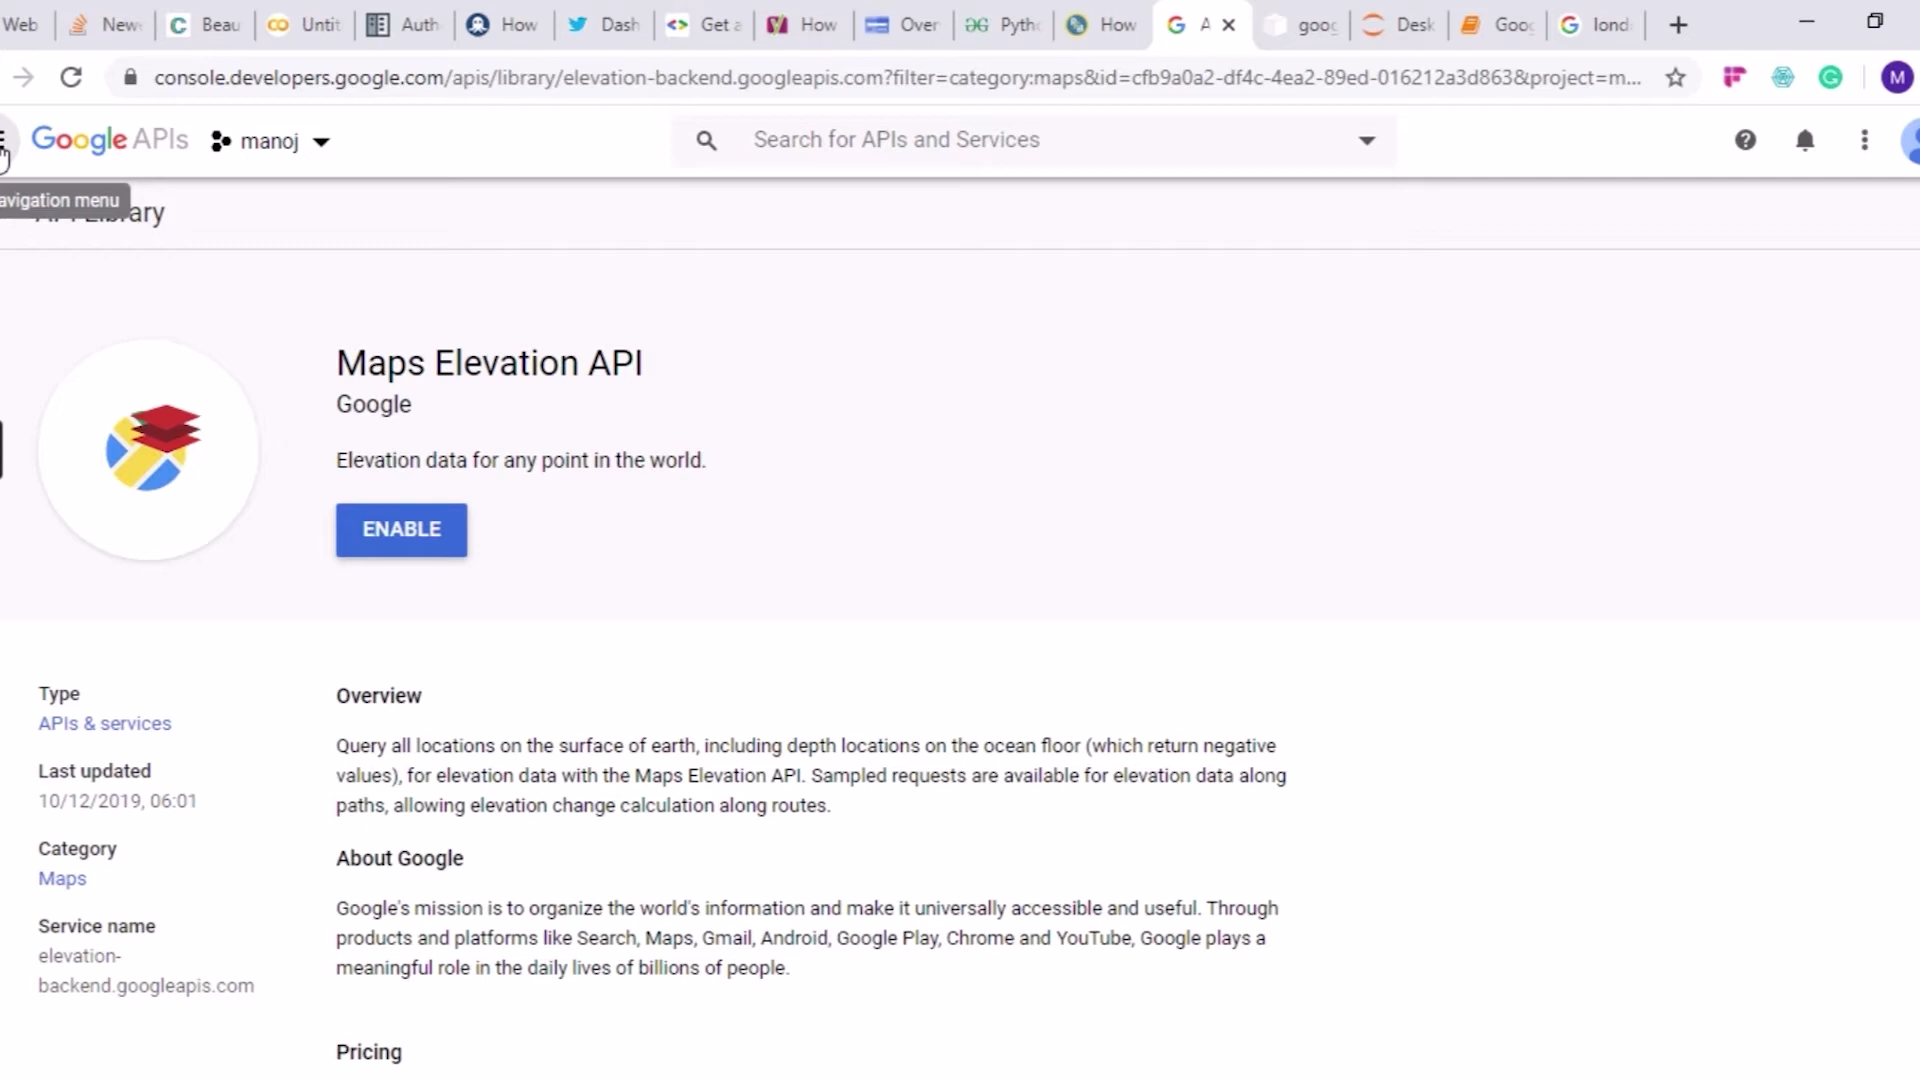 Web New Beau Untit Auth How Dash Get a How Over Pytho How A goog Desk Goog lond
console.developers.google.com/apis/library/elevation-backend.googleapis.com?filter=category:maps&id=cfb9a0a2-df4c-4ea2-89ed-016212a3d863&project=m... M
Google APIs manoj Search for APIs and Services
avigation menu
API Library
Maps Elevation API
Google
Elevation data for any point in the world.
ENABLE
Type
APIs & services
Last updated
10/12/2019, 06:01
Category
Maps
Service name
elevation-
backend.googleapis.com
Overview
Query all locations on the surface of earth, including depth locations on the ocean floor (which return negative
values), for elevation data with the Maps Elevation API. Sampled requests are available for elevation data along
paths, allowing elevation change calculation along routes.
About Google
Google's mission is to organize the world's information and make it universally accessible and useful. Through
products and platforms like Search, Maps, Gmail, Android, Google Play, Chrome and YouTube, Google plays a
meaningful role in the daily lives of billions of people.
Pricing